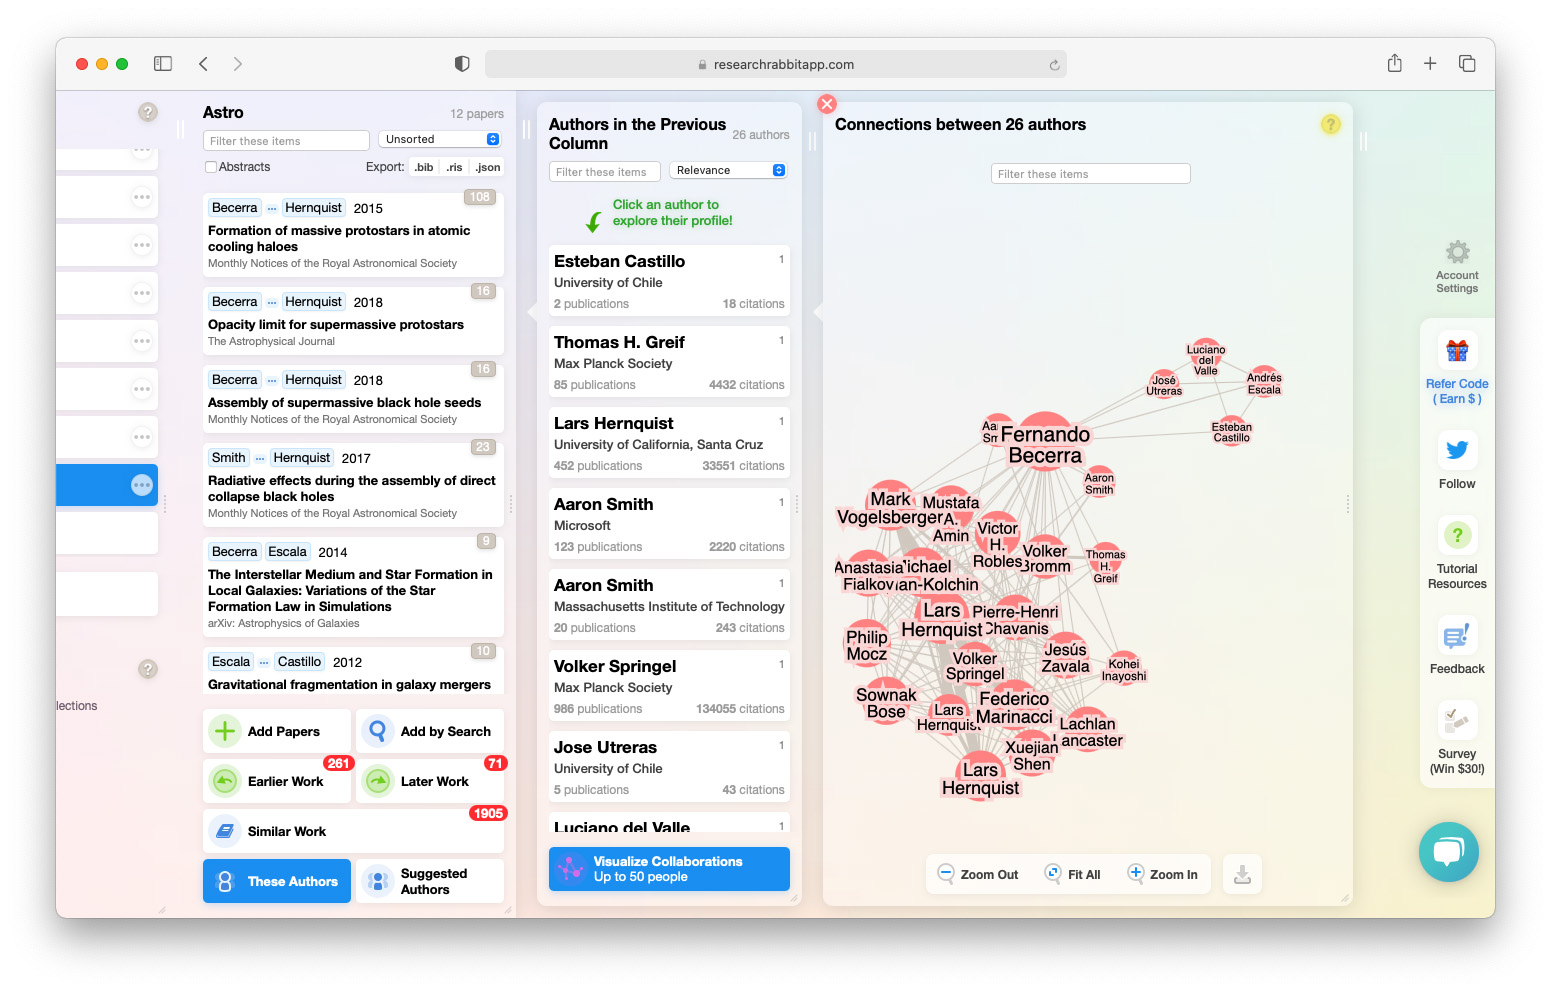 researchrabbitapp.com
?
Astro
12 papers
Filter these items
Unsorted
Abstracts
Export: .bib .ris .json
108
Becerra ··· Hernquist 2015
Formation of massive protostars in atomic
cooling haloes
Monthly Notices of the Royal Astronomical Society
16
Becerra ··· Hernquist 2018
Opacity limit for supermassive protostars
The Astrophysical Journal
16
Becerra ··· Hernquist 2018
Assembly of supermassive black hole seeds
Monthly Notices of the Royal Astronomical Society
23
Smith ··· Hernquist 2017
Radiative effects during the assembly of direct
collapse black holes
Monthly Notices of the Royal Astronomical Society
9
Becerra Escala 2014
The Interstellar Medium and Star Formation in
Local Galaxies: Variations of the Star
Formation Law in Simulations
arXiv: Astrophysics of Galaxies
10
Escala ··· Castillo 2012
Gravitational fragmentation in galaxy mergers
?
lections
Add Papers
Add by Search
261
Earlier Work
71
Later Work
1905
Similar Work
These Authors
Suggested
Authors
Authors in the Previous
Column
26 authors
Filter these items
Relevance
Click an author to
explore their profile!
Esteban Castillo 1
University of Chile
2 publications 18 citations
Thomas H. Greif 1
Max Planck Society
85 publications 4432 citations
Lars Hernquist 1
University of California, Santa Cruz
452 publications 33551 citations
Aaron Smith 1
Microsoft
123 publications 2220 citations
Aaron Smith 1
Massachusetts Institute of Technology
20 publications 243 citations
Volker Springel 1
Max Planck Society
986 publications 134055 citations
Jose Utreras 1
University of Chile
5 publications 43 citations
Luciano del Valle 1
Visualize Collaborations
Up to 50 people
Connections between 26 authors
?
Filter these items
Luciano
del
Valle
José
Utreras
Andrés
Escala
Esteban
Castillo
Aa
Sm
Fernando
Becerra
Aaron
Smith
Mark
Vogelsberger
Mustafa
A.
Amin
Victor
H.
Robles
Volker
Bromm
Thomas
H.
Greif
Anastasia
Fialkov
ichael
an-Kolchin
Lars
Hernquist
Pierre-Henri
Chavanis
Philip
Mocz
Volker
Springel
Jesús
Zavala
Kohei
Inayoshi
Sownak
Bose
Lars
Hernquis
Federico
Marinacci
Lachlan
Lancaster
Xuejian
Shen
Lars
Hernquist
Zoom Out
Fit All
Zoom In
Account
Settings
Refer Code
( Earn $ )
Follow
?
Tutorial
Resources
Feedback
Survey
(Win $30!)